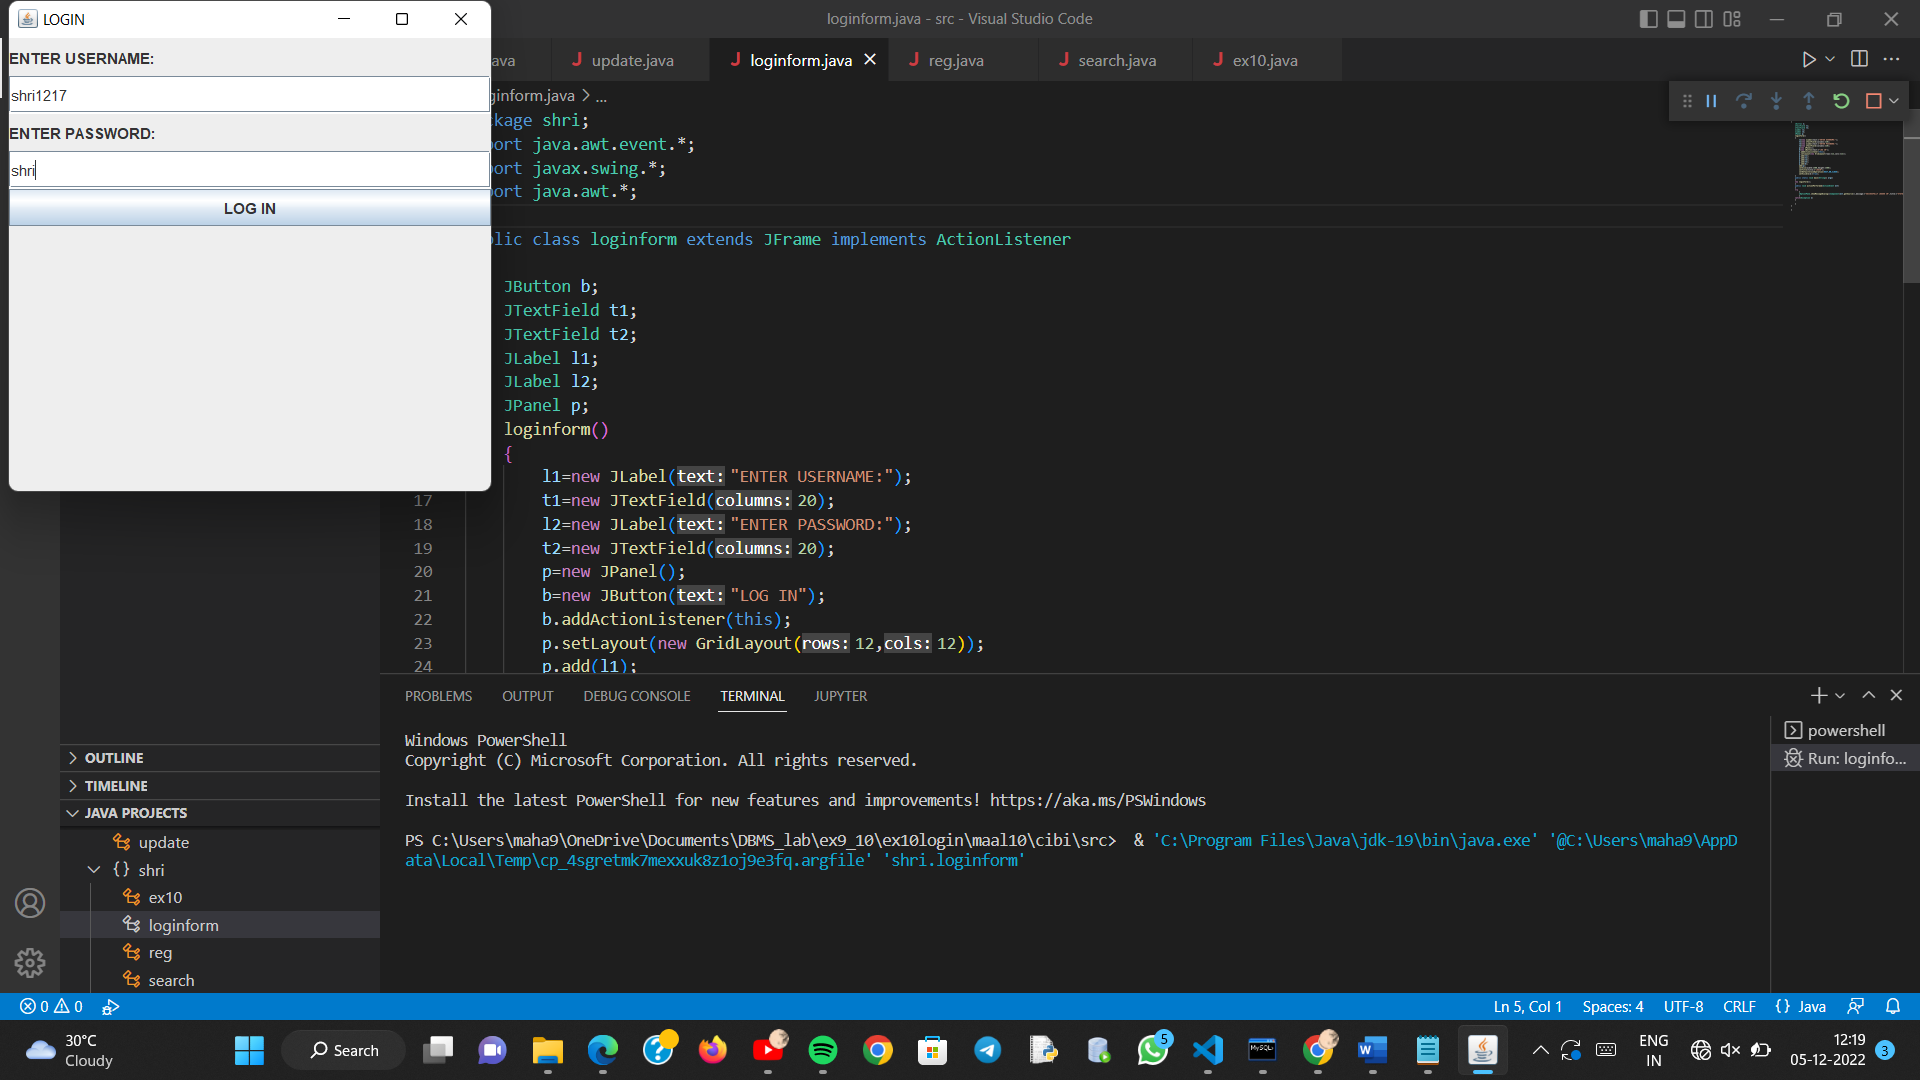 LOGIN
ENTER USERNAME:
shri1217
ENTER PASSWORD:
shri
LOG IN
loginform.java - src - Visual Studio Code
ava
update.java
loginform.java
reg.java
search.java
ex10.java
ginform.java > ...
ckage shri;
ort java.awt.event.*;
ort javax.swing.*;
ort java.awt.*;
lic class loginform extends JFrame implements ActionListener
JButton b;
JTextField t1;
JTextField t2;
JLabel l1;
JLabel l2;
JPanel p;
loginform()
{
l1=new JLabel(text: "ENTER USERNAME:");
17 t1=new JTextField(columns: 20);
18 l2=new JLabel(text: "ENTER PASSWORD:");
19 t2=new JTextField(columns: 20);
20 p=new JPanel();
21 b=new JButton(text: "LOG IN");
22 b.addActionListener(this);
23 p.setLayout(new GridLayout(rows: 12,cols: 12));
24 p.add(l1);
PROBLEMS OUTPUT DEBUG CONSOLE TERMINAL JUPYTER
Windows PowerShell
Copyright (C) Microsoft Corporation. All rights reserved.
Install the latest PowerShell for new features and improvements! https://aka.ms/PSWindows
PS C:\Users\maha9\OneDrive\Documents\DBMS_lab\ex9_10\ex10login\maal10\cibi\src>  & 'C:\Program Files\Java\jdk-19\bin\java.exe' '@C:\Users\maha9\AppD
ata\Local\Temp\cp_4sgretmk7mexxuk8z1oj9e3fq.argfile' 'shri.loginform'
powershell
Run: loginfo...
OUTLINE
TIMELINE
JAVA PROJECTS
update
{} shri
ex10
loginform
reg
search
0 0
Ln 5, Col 1 Spaces: 4 UTF-8 CRLF {} Java
30°C
Cloudy
Search
5
MySQL
ENG
IN
12:19
05-12-2022
3